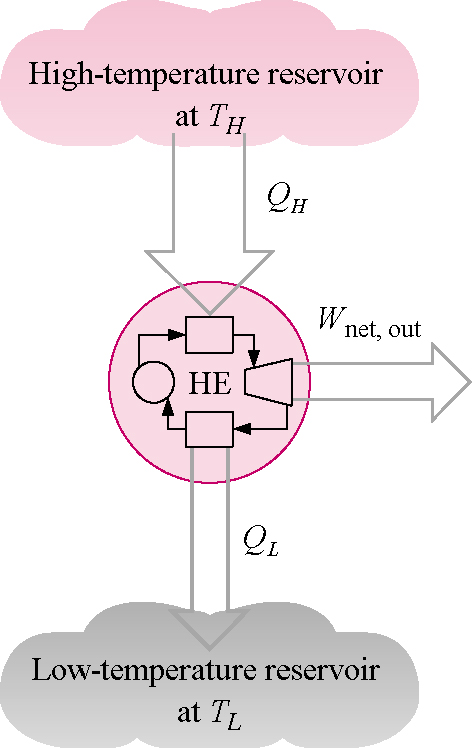 High-temperature reservoir
at T_H
Q_H
W_net, out
HE
Q_L
Low-temperature reservoir
at T_L